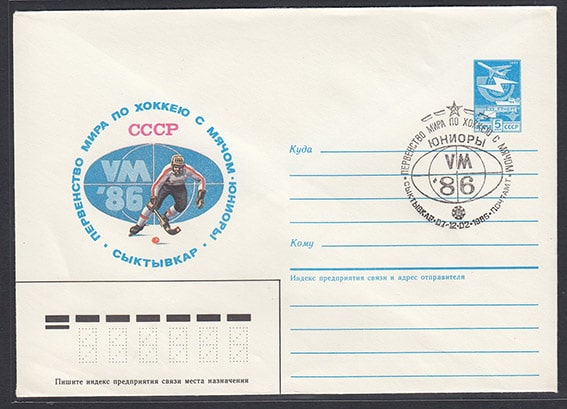 ПЕРВЕНСТВО МИРА ПО ХОККЕЮ С МЯЧОМ · ЮНИОРЫ ·
СССР
VM
'86
СЫКТЫВКАР
5 СССР
ПЕРВЕНСТВО МИРА ПО ХОККЕЮ С МЯЧОМ
ЮНИОРЫ
VM
'86
СЫКТЫВКАР · 07-12-02-1986 · ПОЧТАМТ
Куда
Кому
Индекс предприятия связи и адрес отправителя
Пишите индекс предприятия связи места назначения